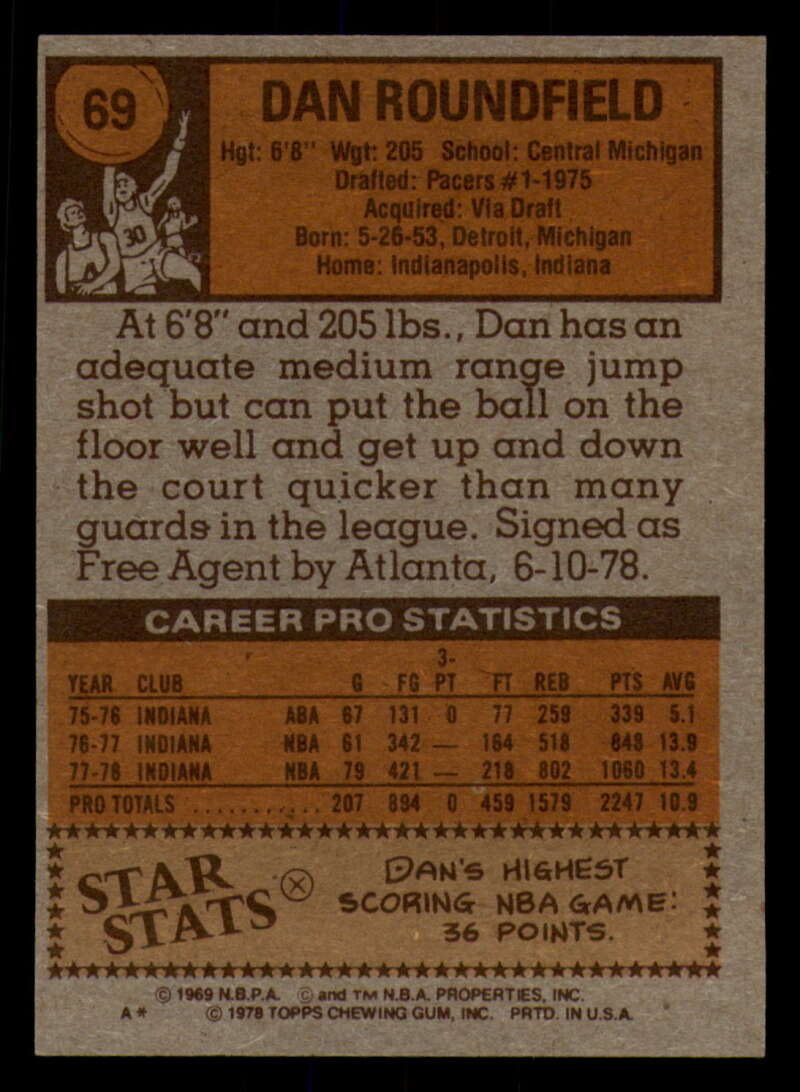 69
DAN ROUNDFIELD
Hgt: 6'8" Wgt: 205 School: Central Michigan
Drafted: Pacers #1-1975
Acquired: Via Draft
Born: 5-26-53, Detroit, Michigan
Home: Indianapolis, Indiana
30
At 6'8" and 205 lbs., Dan has an
adequate medium range jump
shot but can put the ball on the
floor well and get up and down
the court quicker than many
guards in the league. Signed as
Free Agent by Atlanta, 6-10-78.
CAREER PRO STATISTICS
YEAR CLUB G FG 3-PT FT REB PTS AVG
75-76 INDIANA ABA 67 131 0 77 259 339 5.1
76-77 INDIANA NBA 61 342 — 164 518 848 13.9
77-78 INDIANA NBA 79 421 — 218 802 1060 13.4
PRO TOTALS ............ 207 894 0 459 1579 2247 10.9
STAR
STATS
DAN'S HIGHEST
SCORING NBA GAME:
36 POINTS.
© 1969 N.B.P.A. © and TM N.B.A. PROPERTIES, INC.
A* © 1978 TOPPS CHEWING GUM, INC. PRTD. IN U.S.A.